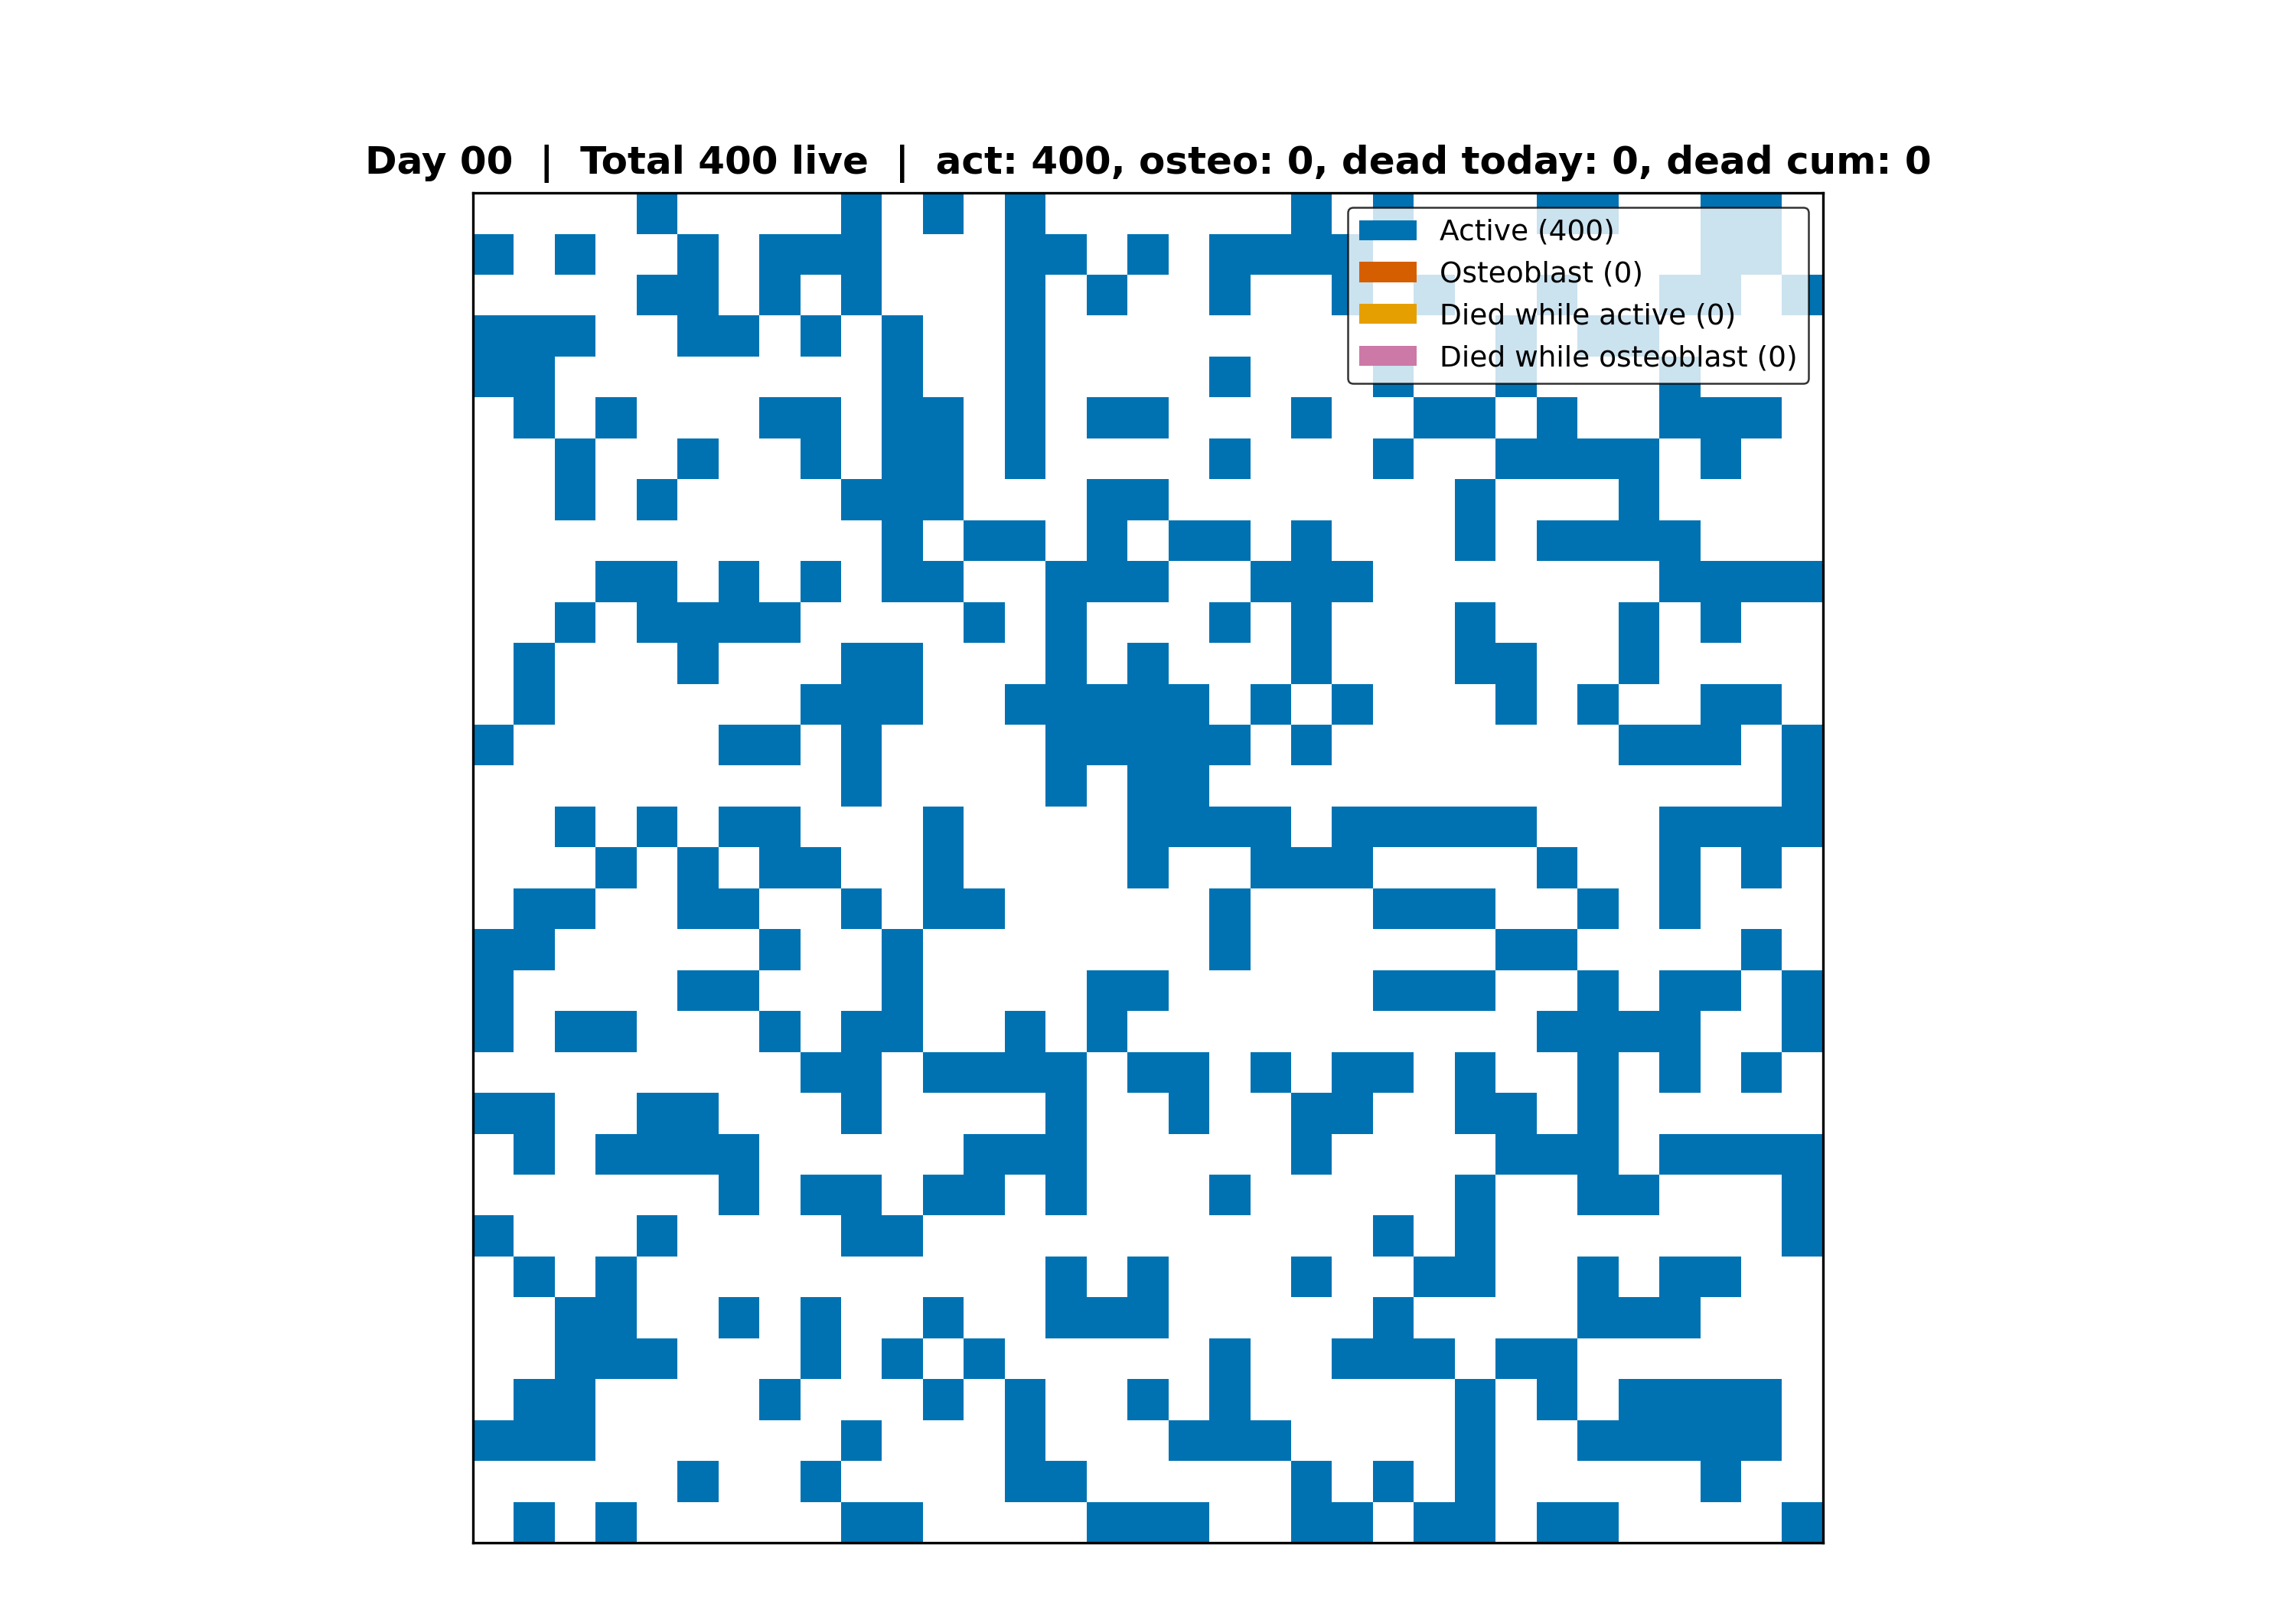 Day 00 | Total 400 live | act: 400, osteo: 0, dead today: 0, dead cum: 0
Active (400)
Osteoblast (0)
Died while active (0)
Died while osteoblast (0)